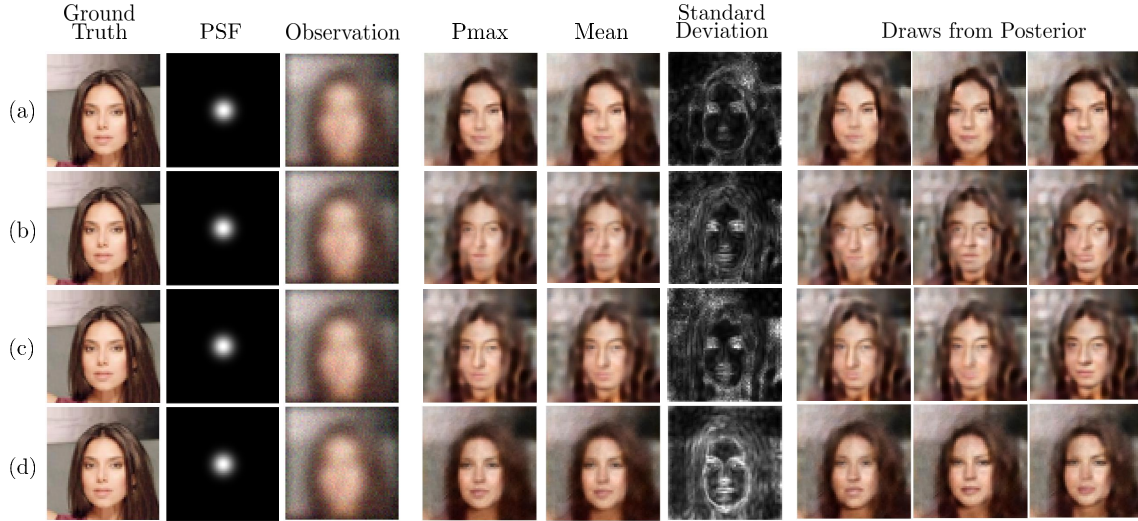 Ground
Truth
PSF
Observation
Pmax
Mean
Standard
Deviation
Draws from Posterior
(a)
(b)
(c)
(d)